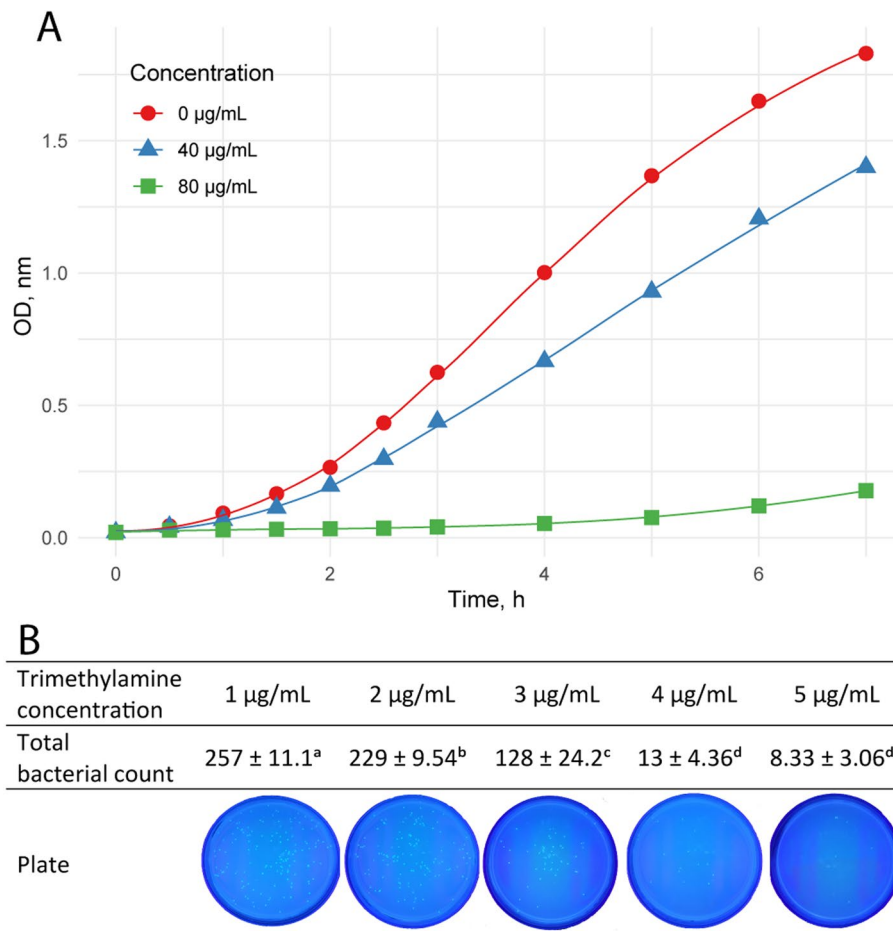 A
Concentration
0 µg/mL
40 µg/mL
80 µg/mL
1.5
1.0
0.5
0.0
OD, nm
0 2 4 6
Time, h
B
Trimethylamine
concentration
1 µg/mL 2 µg/mL 3 µg/mL 4 µg/mL 5 µg/mL
Total
bacterial count
257 ± 11.1ᵃ 229 ± 9.54ᵇ 128 ± 24.2ᶜ 13 ± 4.36ᵈ 8.33 ± 3.06ᵈ
Plate